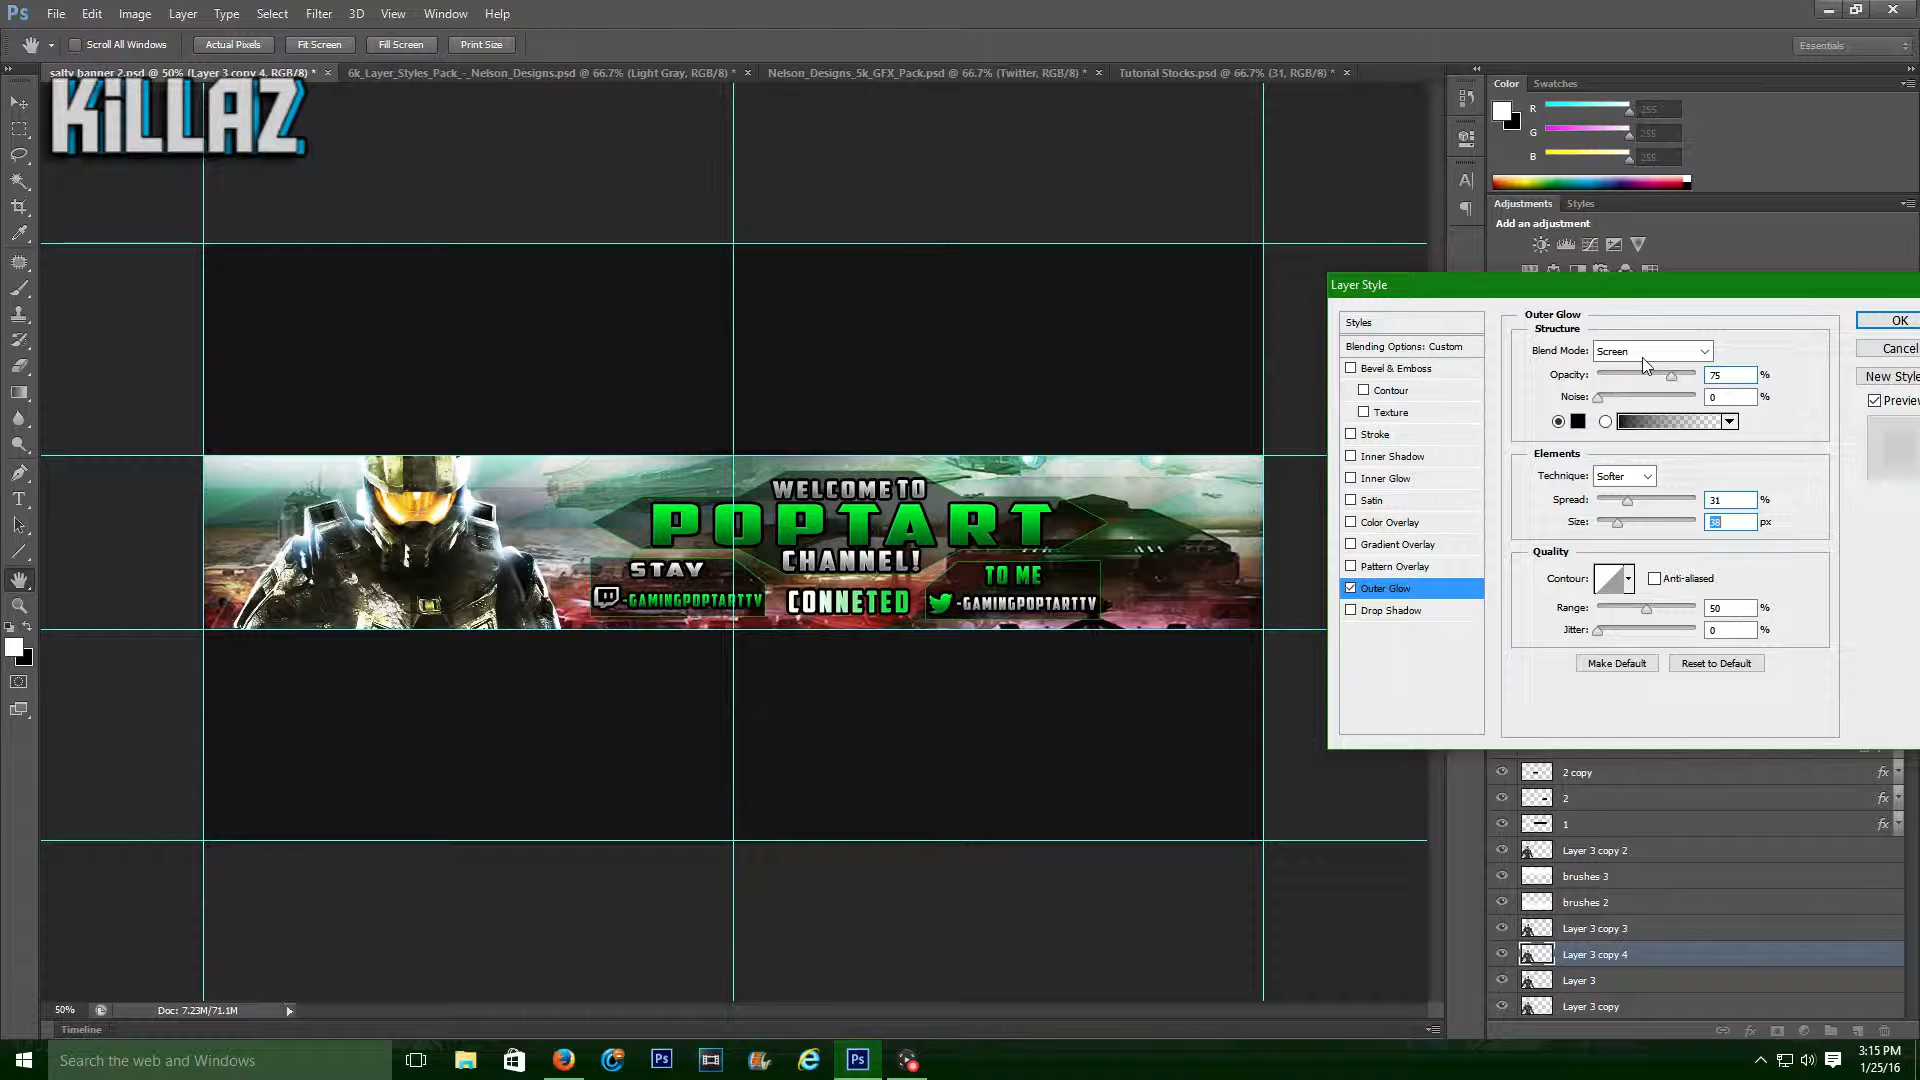 Ps File Edit Image Layer Type Select Filter 3D View Window Help
Scroll All Windows Actual Pixels Fit Screen Fill Screen Print Size Essentials
salty banner 2.psd @ 50% (Layer 3 copy 4, RGB/8) * × 6k_Layer_Styles_Pack_-_Nelson_Designs.psd @ 66.7% (Light Gray, RGB/8) * × Nelson_Designs_5k_GFX_Pack.psd @ 66.7% (Twitter, RGB/8) * × Tutorial Stocks.psd @ 66.7% (31, RGB/8) * ×
KiLLAZ
Color Swatches
R 255
G 255
B 255
Adjustments Styles
Add an adjustment
Layer Style
Styles
Blending Options: Custom
Bevel & Emboss
Contour
Texture
Stroke
Inner Shadow
Inner Glow
Satin
Color Overlay
Gradient Overlay
Pattern Overlay
Outer Glow
Drop Shadow
Outer Glow
Structure
Blend Mode: Screen
Opacity: 75 %
Noise: 0 %
Elements
Technique: Softer
Spread: 31 %
Size: 38 px
Quality
Contour: Anti-aliased
Range: 50 %
Jitter: 0 %
Make Default Reset to Default
OK
Cancel
New Style
Preview
WELCOME TO
POPTART
CHANNEL!
STAY
-GAMINGPOPTARTTV
CONNETED
TO ME
-GAMINGPOPTARTTV
2 copy fx
2 fx
1 fx
Layer 3 copy 2
brushes 3
brushes 2
Layer 3 copy 3
Layer 3 copy 4
Layer 3
Layer 3 copy
50% Doc: 7.23M/71.1M
Timeline
Search the web and Windows
3:15 PM
1/25/16